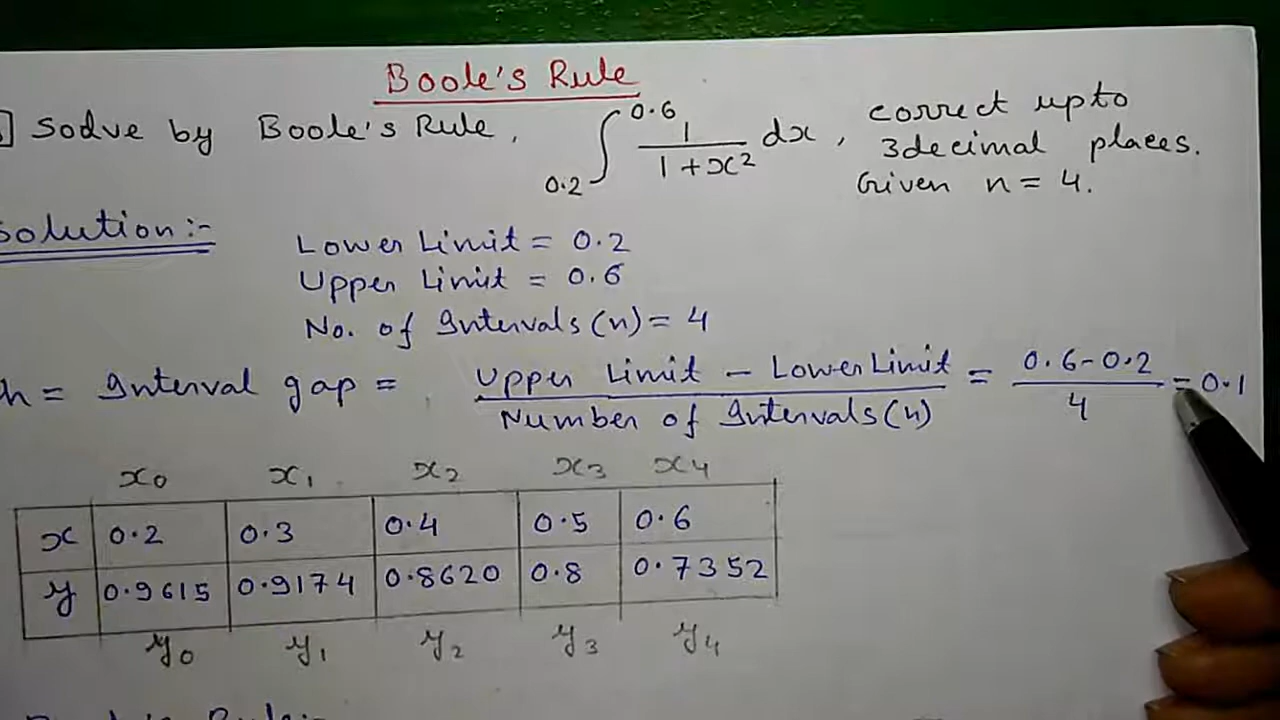 Boole's Rule
] Sodve by Boole's Rule, ∫ 0.2 0.6 1/(1+x²) dx, correct upto
3decimal places.
Given n = 4.
Solution:-
Lower Limit = 0.2
Upper Limit = 0.6
No. of Intervals(n) = 4
h = Interval gap = Upper Limit - Lower Limit / Number of Intervals(n) = 0.6-0.2 / 4 = 0.1
x0 x1 x2 x3 x4
x 0.2 0.3 0.4 0.5 0.6
y 0.9615 0.9174 0.8620 0.8 0.7352
y0 y1 y2 y3 y4